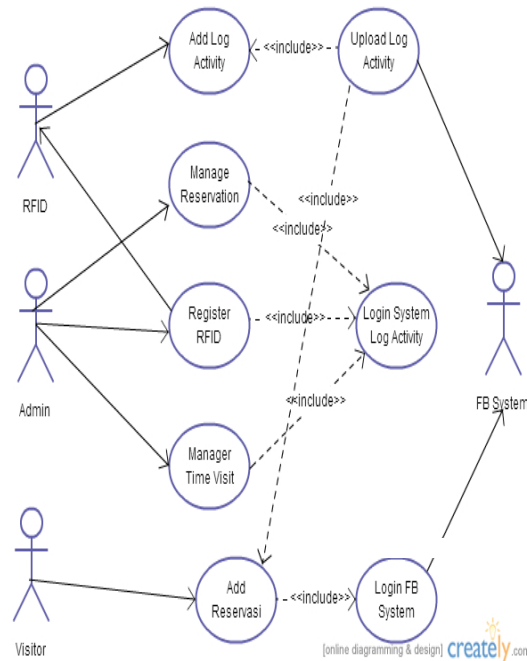 Add Log
Activity
<<include>>
Upload Log
Activity
RFID
Manage
Reservation
<<include>>
<<include>>
Register
RFID
<<include>>
Login System
Log Activity
Admin
FB System
<<include>>
Manager
Time Visit
Add
Reservasi
<<include>>
Login FB
System
Visitor
[online diagramming & design] creately.com